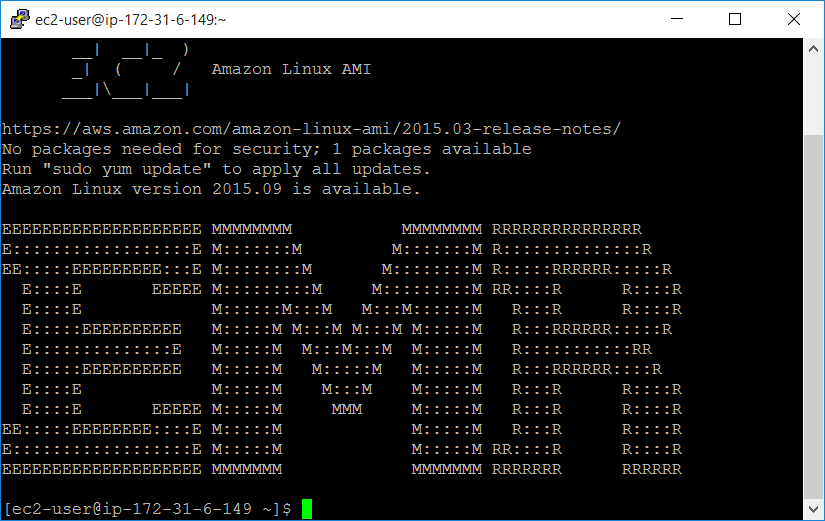 ec2-user@ip-172-31-6-149:~
       __|  __|_  )
       _|  (     /   Amazon Linux AMI
      ___|\___|___|
https://aws.amazon.com/amazon-linux-ami/2015.03-release-notes/
No packages needed for security; 1 packages available
Run "sudo yum update" to apply all updates.
Amazon Linux version 2015.09 is available.
EEEEEEEEEEEEEEEEEEEE MMMMMMMM           MMMMMMMM RRRRRRRRRRRRRRR
E::::::::::::::::::E M:::::::M         M:::::::M R::::::::::::::R
EE:::::EEEEEEEEE:::E M::::::::M       M::::::::M R:::::RRRRRR:::::R
  E::::E       EEEEE M:::::::::M     M:::::::::M RR::::R      R::::R
  E::::E             M::::::M:::M   M:::M::::::M   R:::R      R::::R
  E:::::EEEEEEEEEE   M:::::M M:::M M:::M M:::::M   R:::RRRRRR:::::R
  E::::::::::::::E   M:::::M  M:::M:::M  M:::::M   R:::::::::::RR
  E:::::EEEEEEEEEE   M:::::M   M:::::M   M:::::M   R:::RRRRRR::::R
  E::::E             M:::::M    M:::M    M:::::M   R:::R      R::::R
  E::::E       EEEEE M:::::M     MMM     M:::::M   R:::R      R::::R
EE:::::EEEEEEEE::::E M:::::M             M:::::M   R:::R      R::::R
E::::::::::::::::::E M:::::M             M:::::M RR::::R      R::::R
EEEEEEEEEEEEEEEEEEEE MMMMMMM             MMMMMMM RRRRRRR      RRRRRR
[ec2-user@ip-172-31-6-149 ~]$